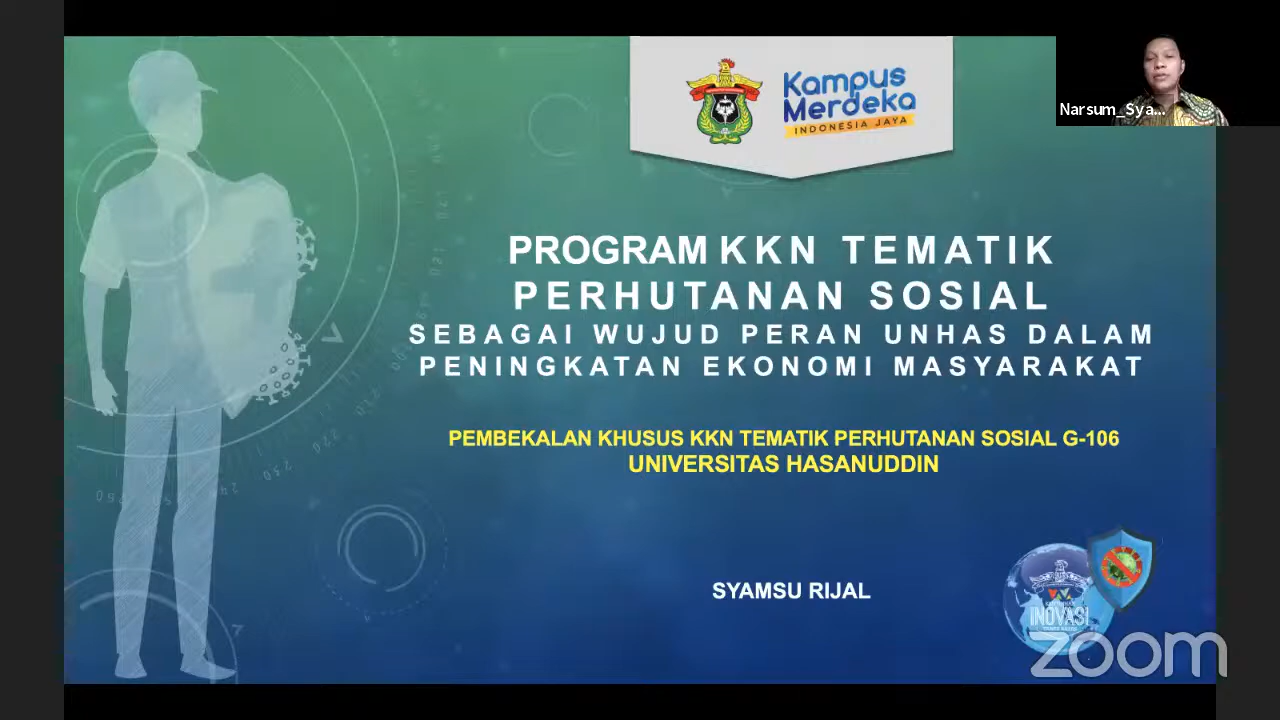 Kampus
Merdeka
INDONESIA JAYA
Narsum_Sya...
PROGRAM KKN TEMATIK
PERHUTANAN SOSIAL
SEBAGAI WUJUD PERAN UNHAS DALAM
PENINGKATAN EKONOMI MASYARAKAT
PEMBEKALAN KHUSUS KKN TEMATIK PERHUTANAN SOSIAL G-106
UNIVERSITAS HASANUDDIN
SYAMSU RIJAL
INOVASI
zoom